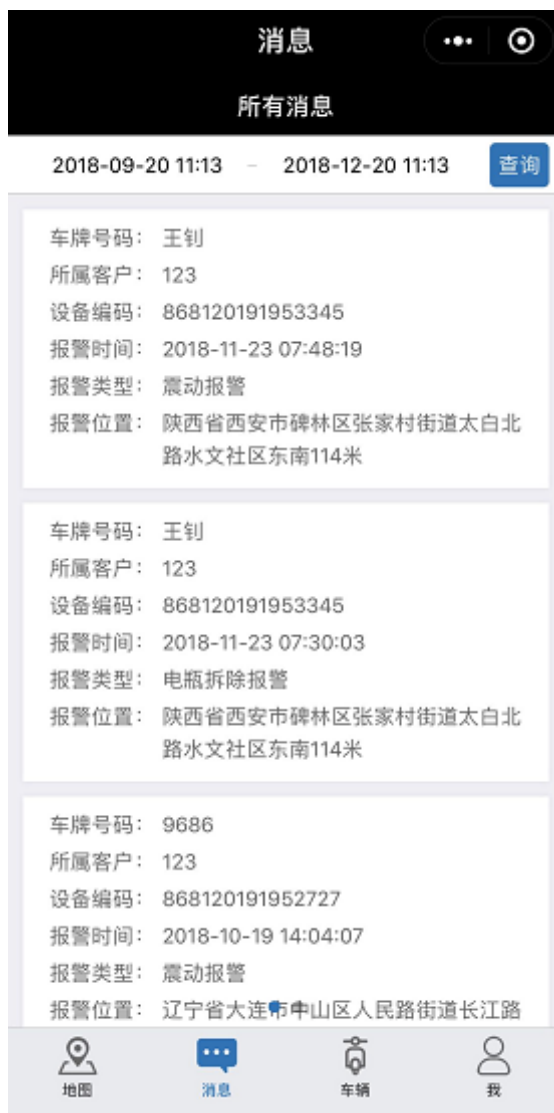 消息
所有消息
2018-09-20 11:13 － 2018-12-20 11:13 查询
车牌号码： 王钊
所属客户： 123
设备编码： 868120191953345
报警时间： 2018-11-23 07:48:19
报警类型： 震动报警
报警位置： 陕西省西安市碑林区张家村街道太白北
路水文社区东南114米
车牌号码： 王钊
所属客户： 123
设备编码： 868120191953345
报警时间： 2018-11-23 07:30:03
报警类型： 电瓶拆除报警
报警位置： 陕西省西安市碑林区张家村街道太白北
路水文社区东南114米
车牌号码： 9686
所属客户： 123
设备编码： 868120191952727
报警时间： 2018-10-19 14:04:07
报警类型： 震动报警
报警位置： 辽宁省大连市中山区人民路街道长江路
地图 消息 车辆 我